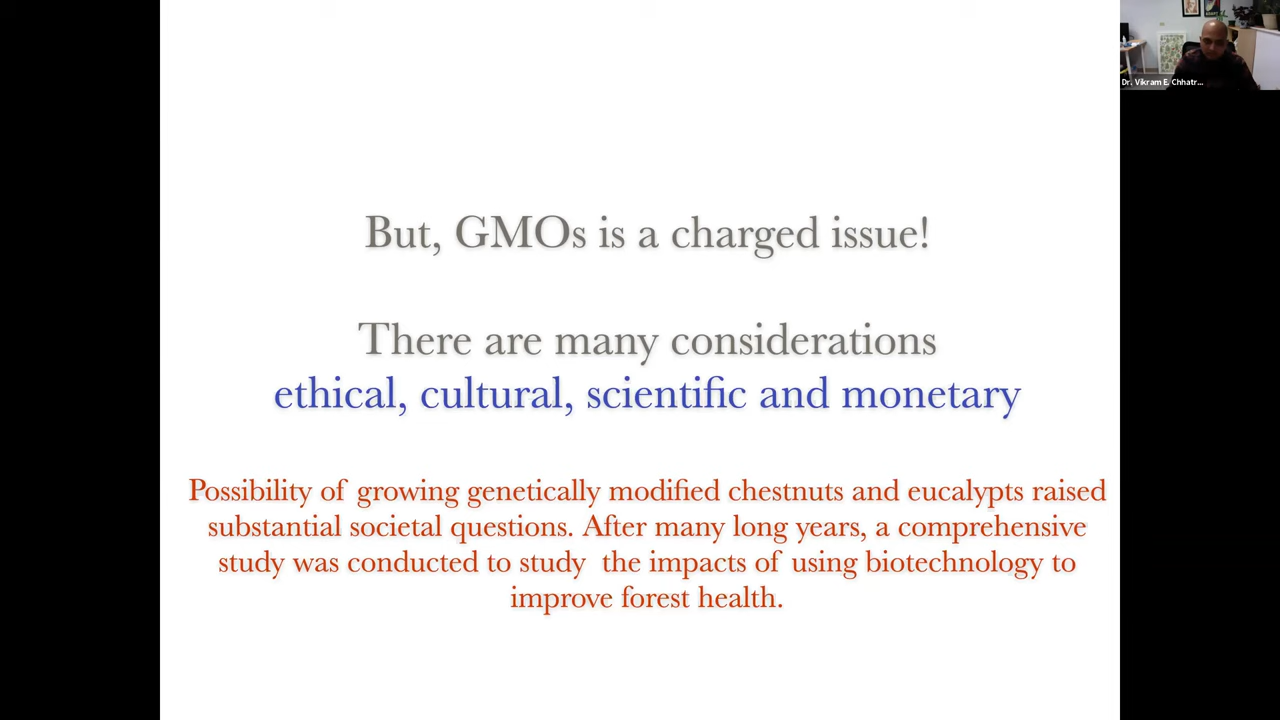 But, GMOs is a charged issue!
There are many considerations
ethical, cultural, scientific and monetary
Possibility of growing genetically modified chestnuts and eucalypts raised
substantial societal questions. After many long years, a comprehensive
study was conducted to study the impacts of using biotechnology to
improve forest health.
Dr. Vikram E. Chhatr...